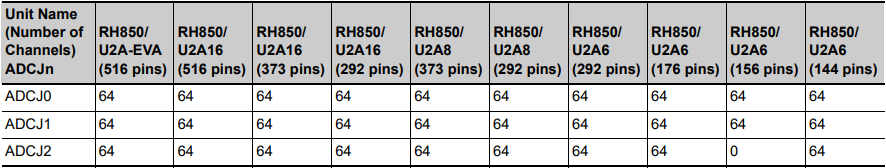 Unit Name (Number of Channels) ADCJn RH850/U2A-EVA (516 pins) RH850/U2A16 (516 pins) RH850/U2A16 (373 pins) RH850/U2A16 (292 pins) RH850/U2A8 (373 pins) RH850/U2A8 (292 pins) RH850/U2A6 (292 pins) RH850/U2A6 (176 pins) RH850/U2A6 (156 pins) RH850/U2A6 (144 pins)
ADCJ0 64 64 64 64 64 64 64 64 64 64
ADCJ1 64 64 64 64 64 64 64 64 64 64
ADCJ2 64 64 64 64 64 64 64 64 0 64